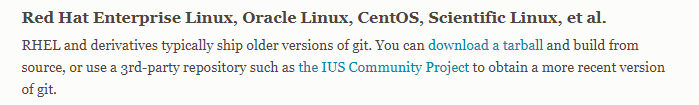 Red Hat Enterprise Linux, Oracle Linux, CentOS, Scientific Linux, et al.
RHEL and derivatives typically ship older versions of git. You can download a tarball and build from
source, or use a 3rd-party repository such as the IUS Community Project to obtain a more recent version
of git.